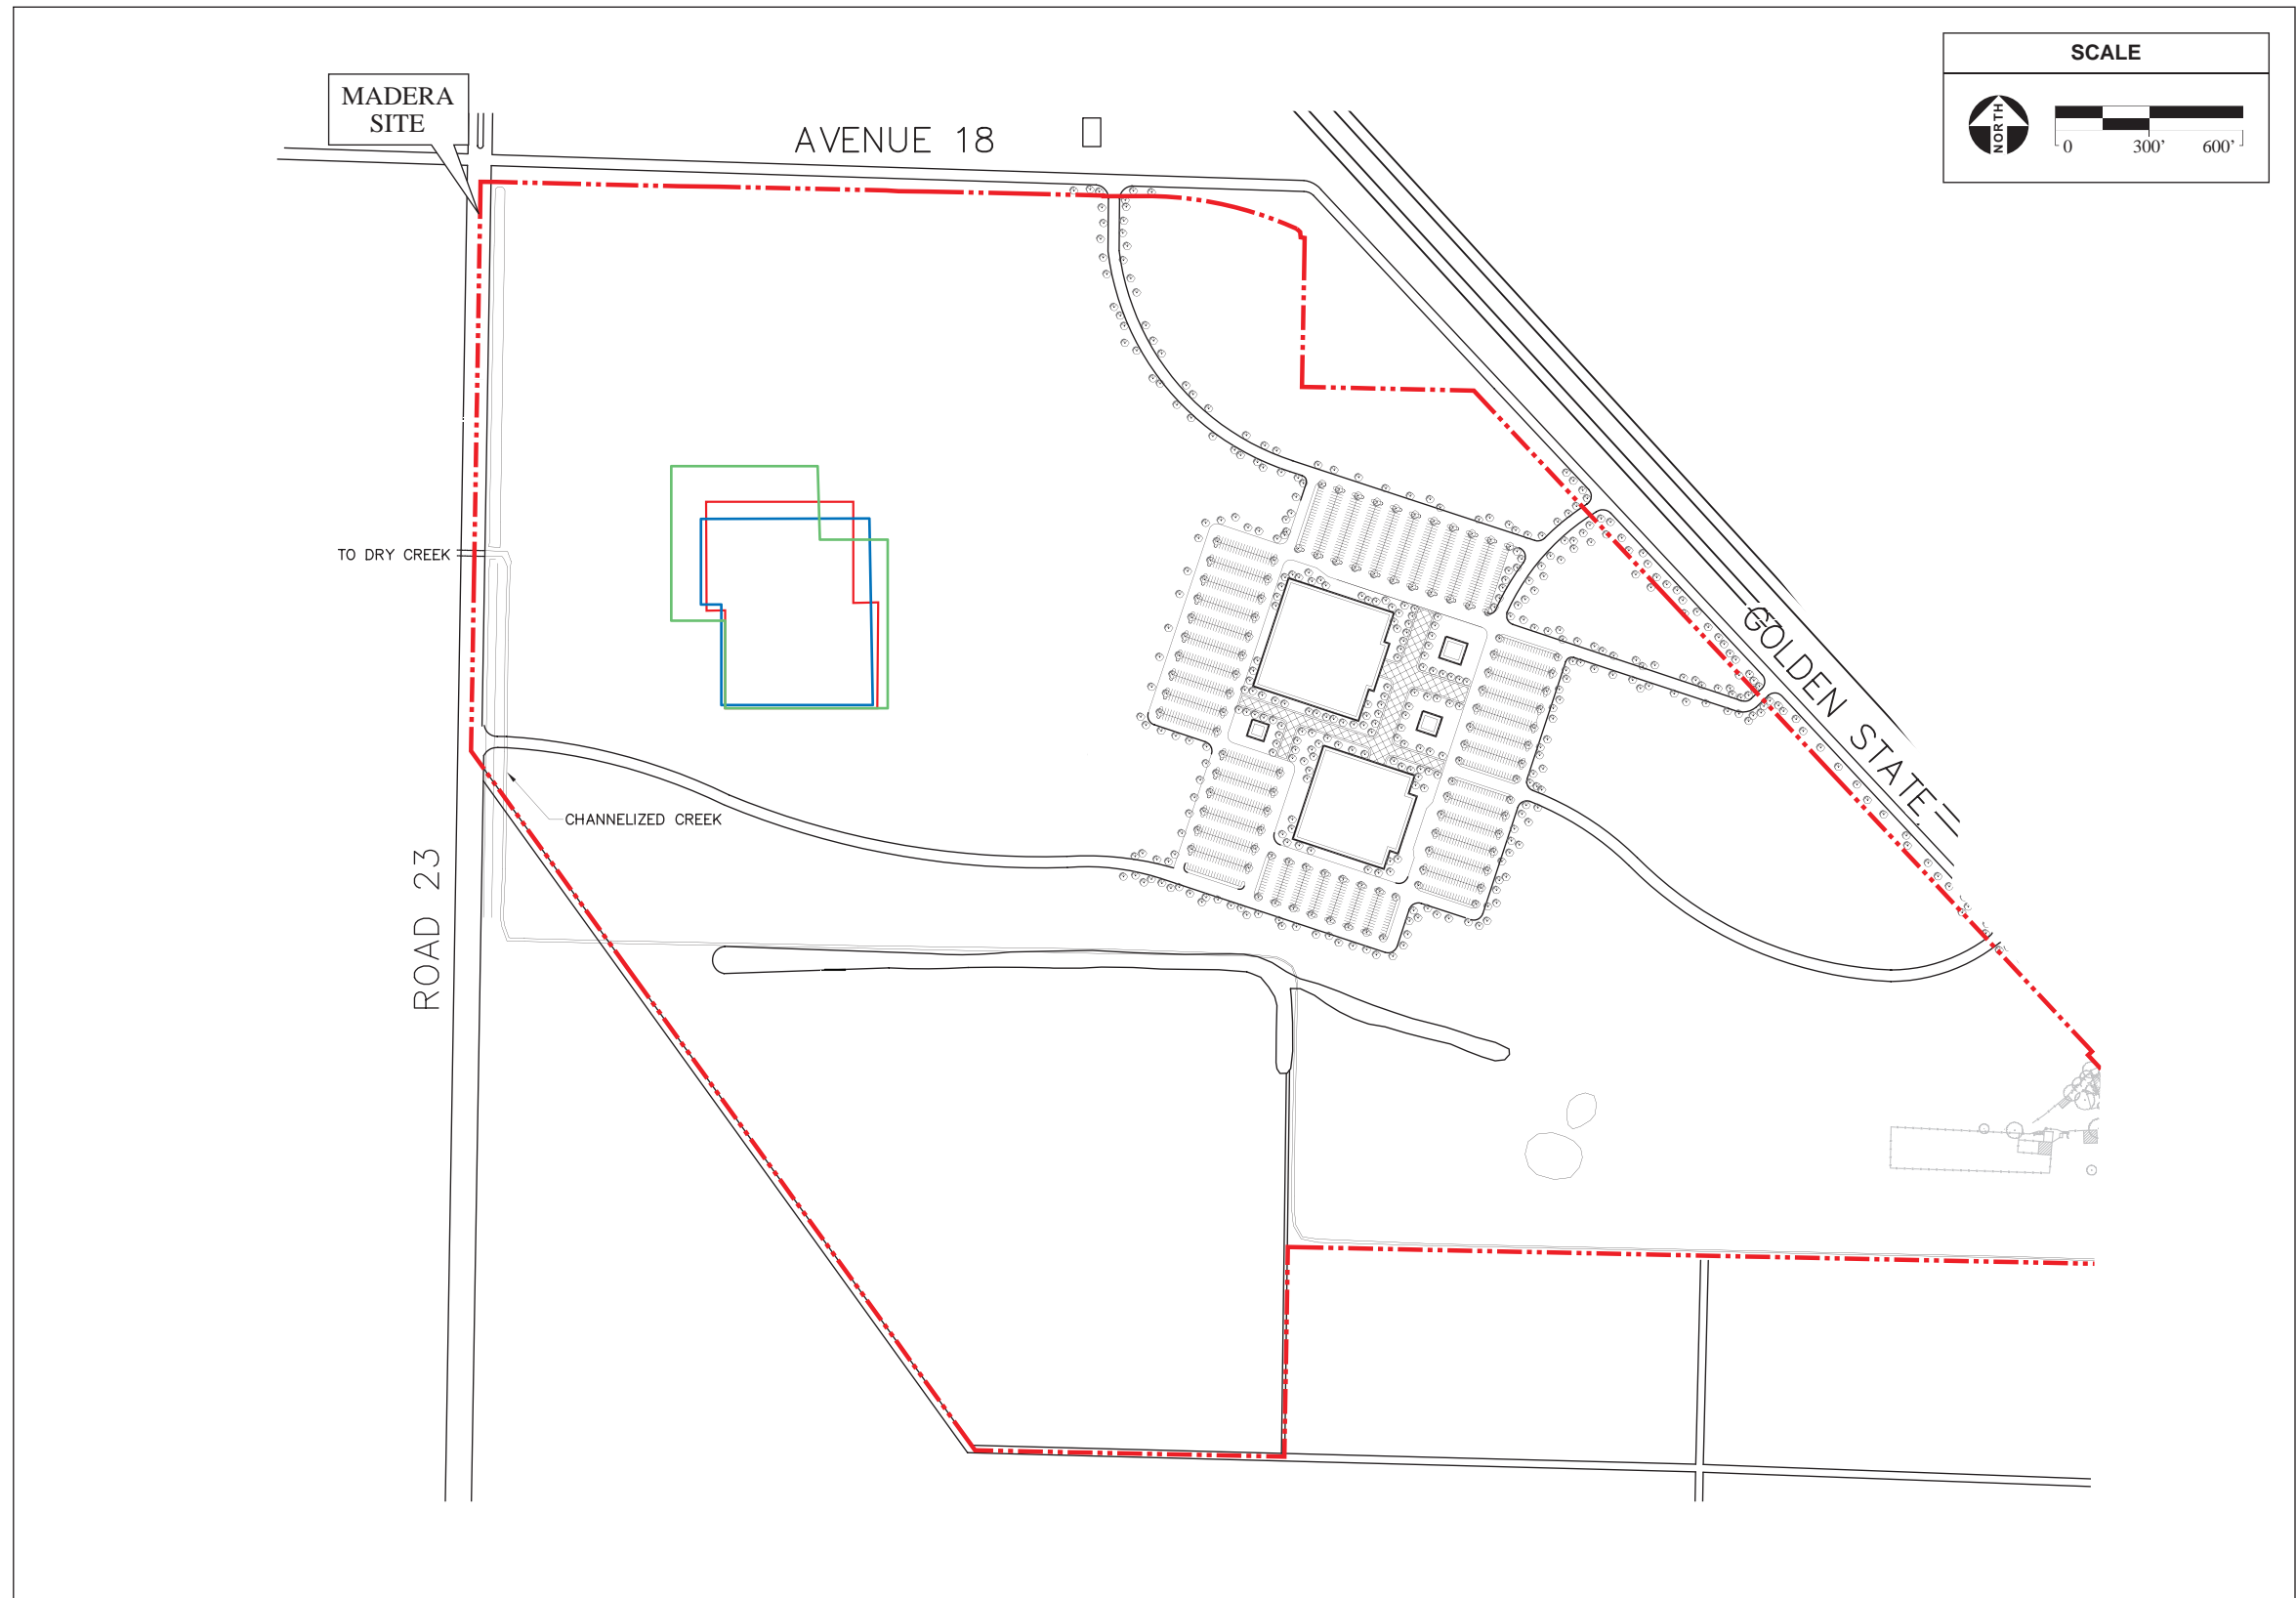 SCALE
NORTH
0 300' 600'
MADERA
SITE
AVENUE 18
TO DRY CREEK
GOLDEN STATE
CHANNELIZED CREEK
ROAD 23